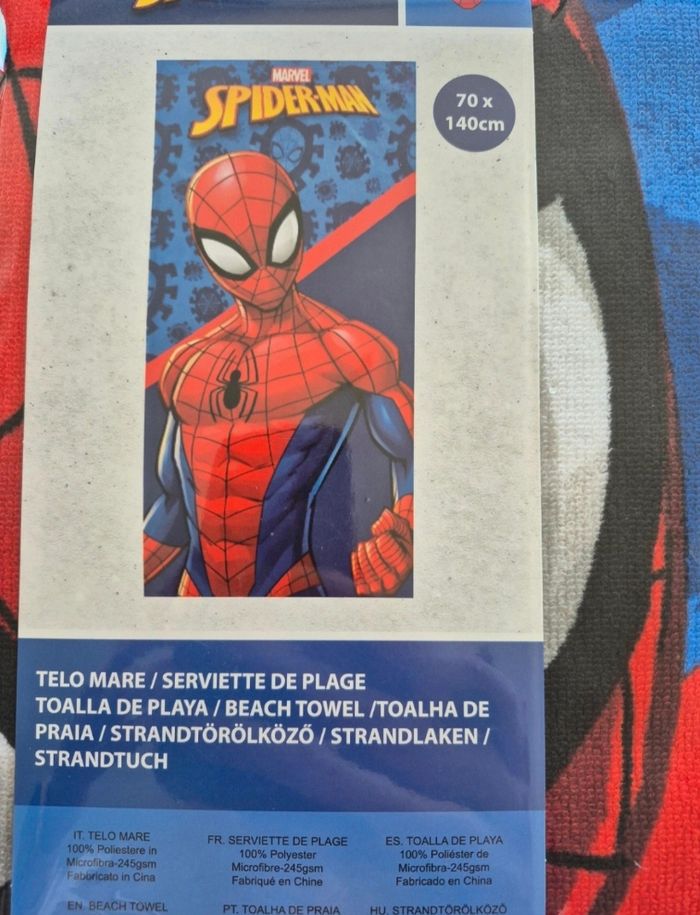 MARVEL
SPIDER-MAN
70 x
140cm
TELO MARE / SERVIETTE DE PLAGE
TOALLA DE PLAYA / BEACH TOWEL /TOALHA DE
PRAIA / STRANDTÖRÖLKÖZŐ / STRANDLAKEN /
STRANDTUCH
IT. TELO MARE
100% Poliestere in
Microfibra-245gsm
Fabbricato in Cina
FR. SERVIETTE DE PLAGE
100% Polyester
Microfibre-245gsm
Fabriqué en Chine
ES. TOALLA DE PLAYA
100% Poliéster de
Microfibra-245gsm
Fabricado en China
EN. BEACH TOWEL
PT. TOALHA DE PRAIA
HU. STRANDTÖRÖLKÖZŐ